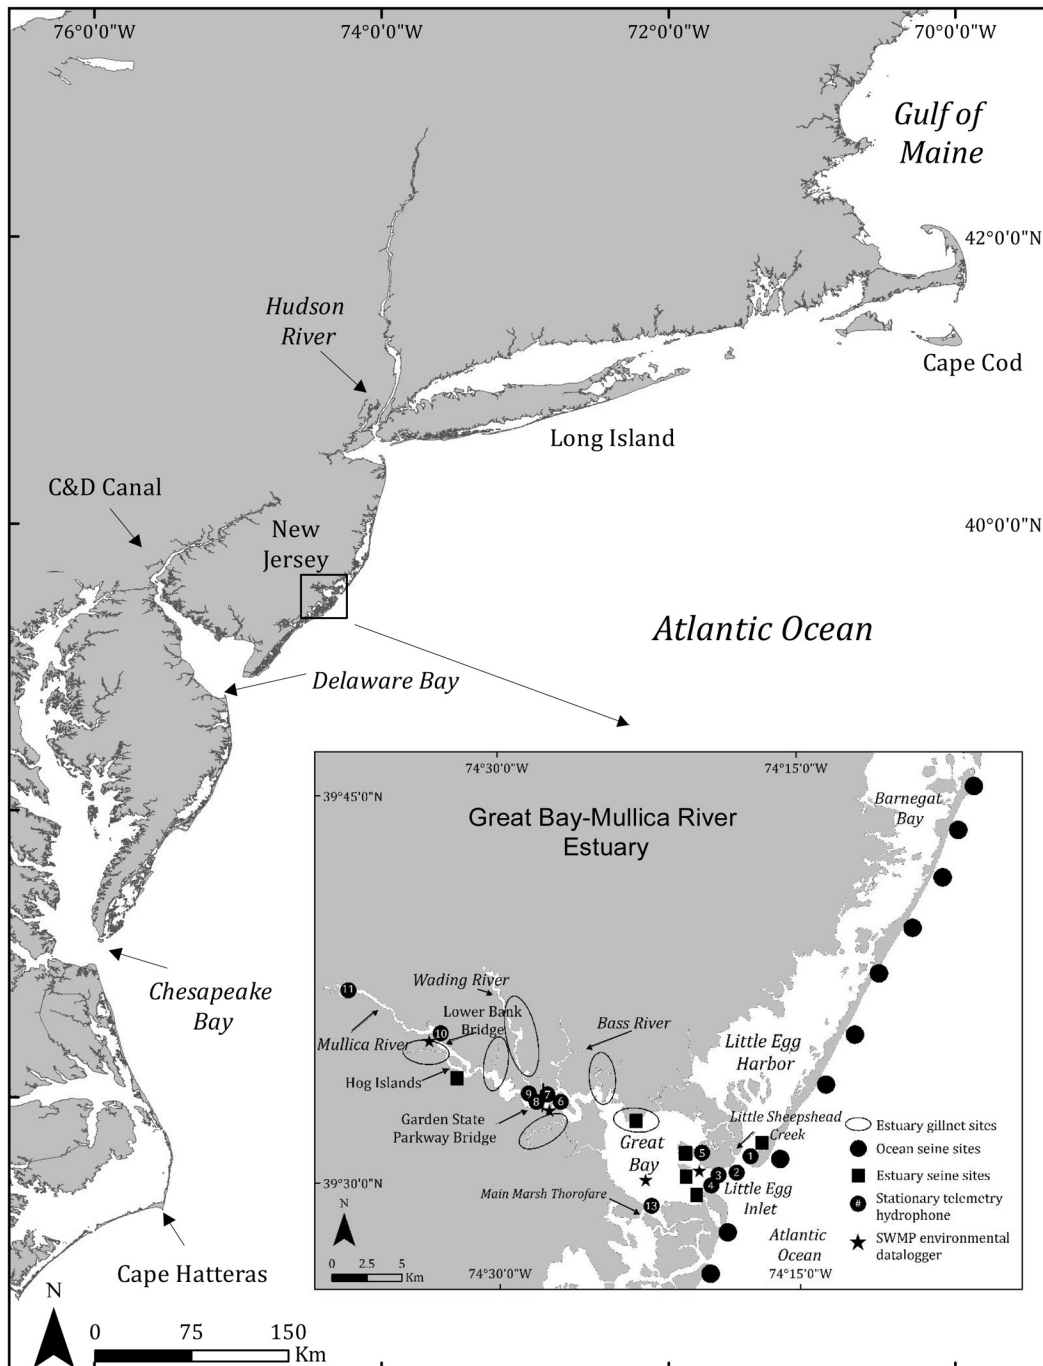 76°0'0"W
74°0'0"W
72°0'0"W
70°0'0"W
Gulf of
Maine
42°0'0"N
Hudson
River
Cape Cod
Long Island
C&D Canal
New
Jersey
40°0'0"N
Atlantic Ocean
Delaware Bay
Chesapeake
Bay
Cape Hatteras
N
0
75
150
Km
74°30'0"W
74°15'0"W
39°45'0"N
Great Bay-Mullica River
Estuary
Barnegat
Bay
Wading River
11
Lower Bank
Bridge
10
Mullica River
Bass River
Little Egg
Harbor
Hog Islands
9
7
8
6
Garden State
Parkway Bridge
Great
Bay
Little Sheepshead
Creek
5
1
3
2
4
13
39°30'0"N
Main Marsh Thorofare
Little Egg
Inlet
Atlantic
Ocean
Estuary gillnet sites
Ocean seine sites
Estuary seine sites
#
Stationary telemetry
hydrophone
SWMP environmental
datalogger
N
0
2.5
5
Km
74°30'0"W
74°15'0"W